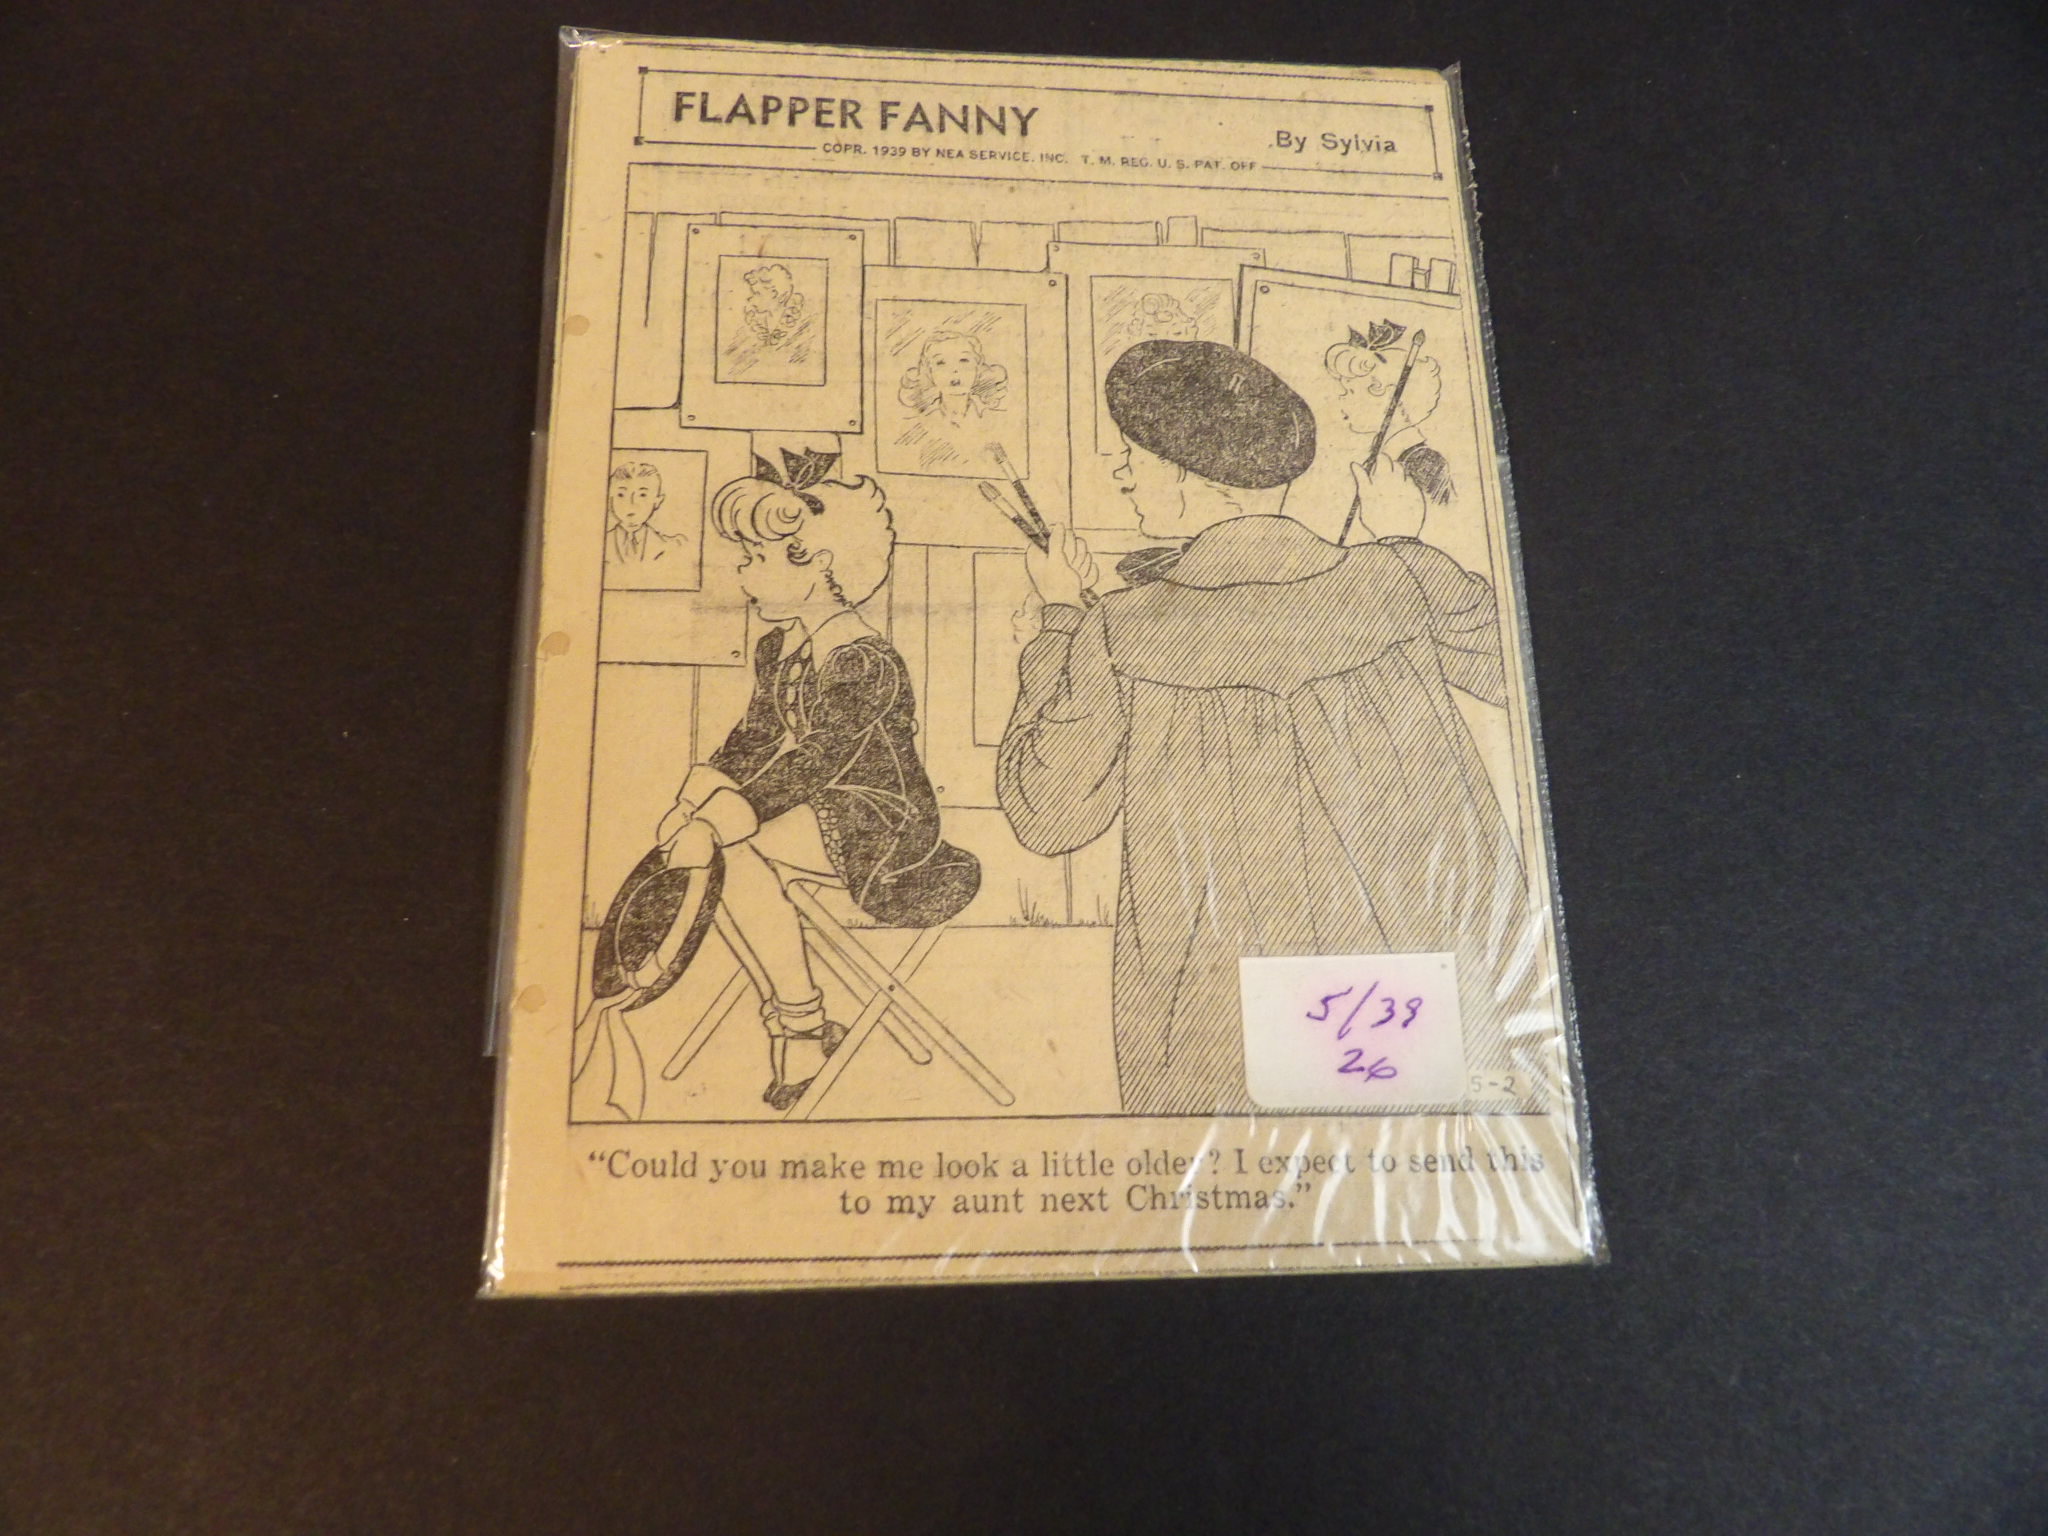 FLAPPER FANNY
By Sylvia
COPR. 1939 BY NEA SERVICE, INC. T. M. REG. U. S. PAT. OFF
5/39
26
5-2
"Could you make me look a little older? I expect to send this
to my aunt next Christmas."